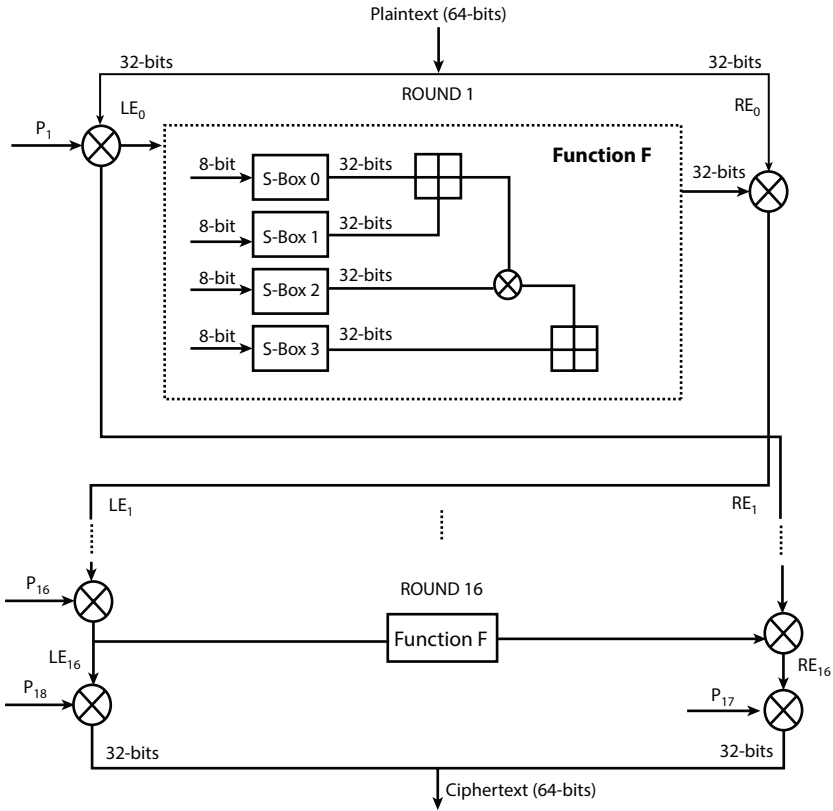 Plaintext (64-bits)
32-bits
32-bits
ROUND 1
LE0
RE0
P1
Function F
8-bit
S-Box 0
32-bits
32-bits
8-bit
S-Box 1
32-bits
8-bit
S-Box 2
32-bits
8-bit
S-Box 3
32-bits
LE1
RE1
P16
ROUND 16
Function F
LE16
RE16
P18
P17
32-bits
32-bits
Ciphertext (64-bits)